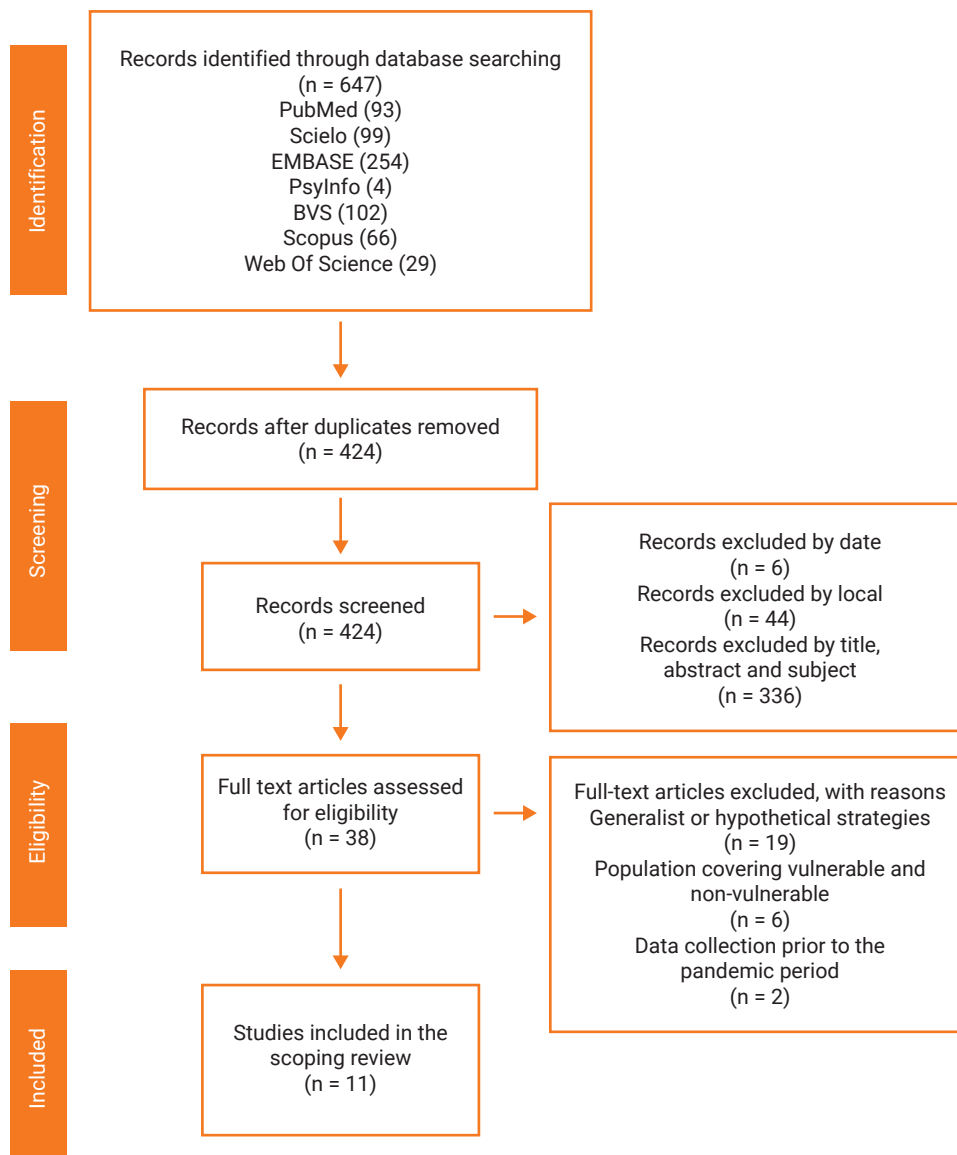 Identification
Records identified through database searching
(n = 647)
PubMed (93)
Scielo (99)
EMBASE (254)
PsyInfo (4)
BVS (102)
Scopus (66)
Web Of Science (29)
Screening
Records after duplicates removed
(n = 424)
Records screened
(n = 424)
Records excluded by date
(n = 6)
Records excluded by local
(n = 44)
Records excluded by title,
abstract and subject
(n = 336)
Eligibility
Full text articles assessed
for eligibility
(n = 38)
Full-text articles excluded, with reasons
Generalist or hypothetical strategies
(n = 19)
Population covering vulnerable and
non-vulnerable
(n = 6)
Data collection prior to the
pandemic period
(n = 2)
Included
Studies included in the
scoping review
(n = 11)